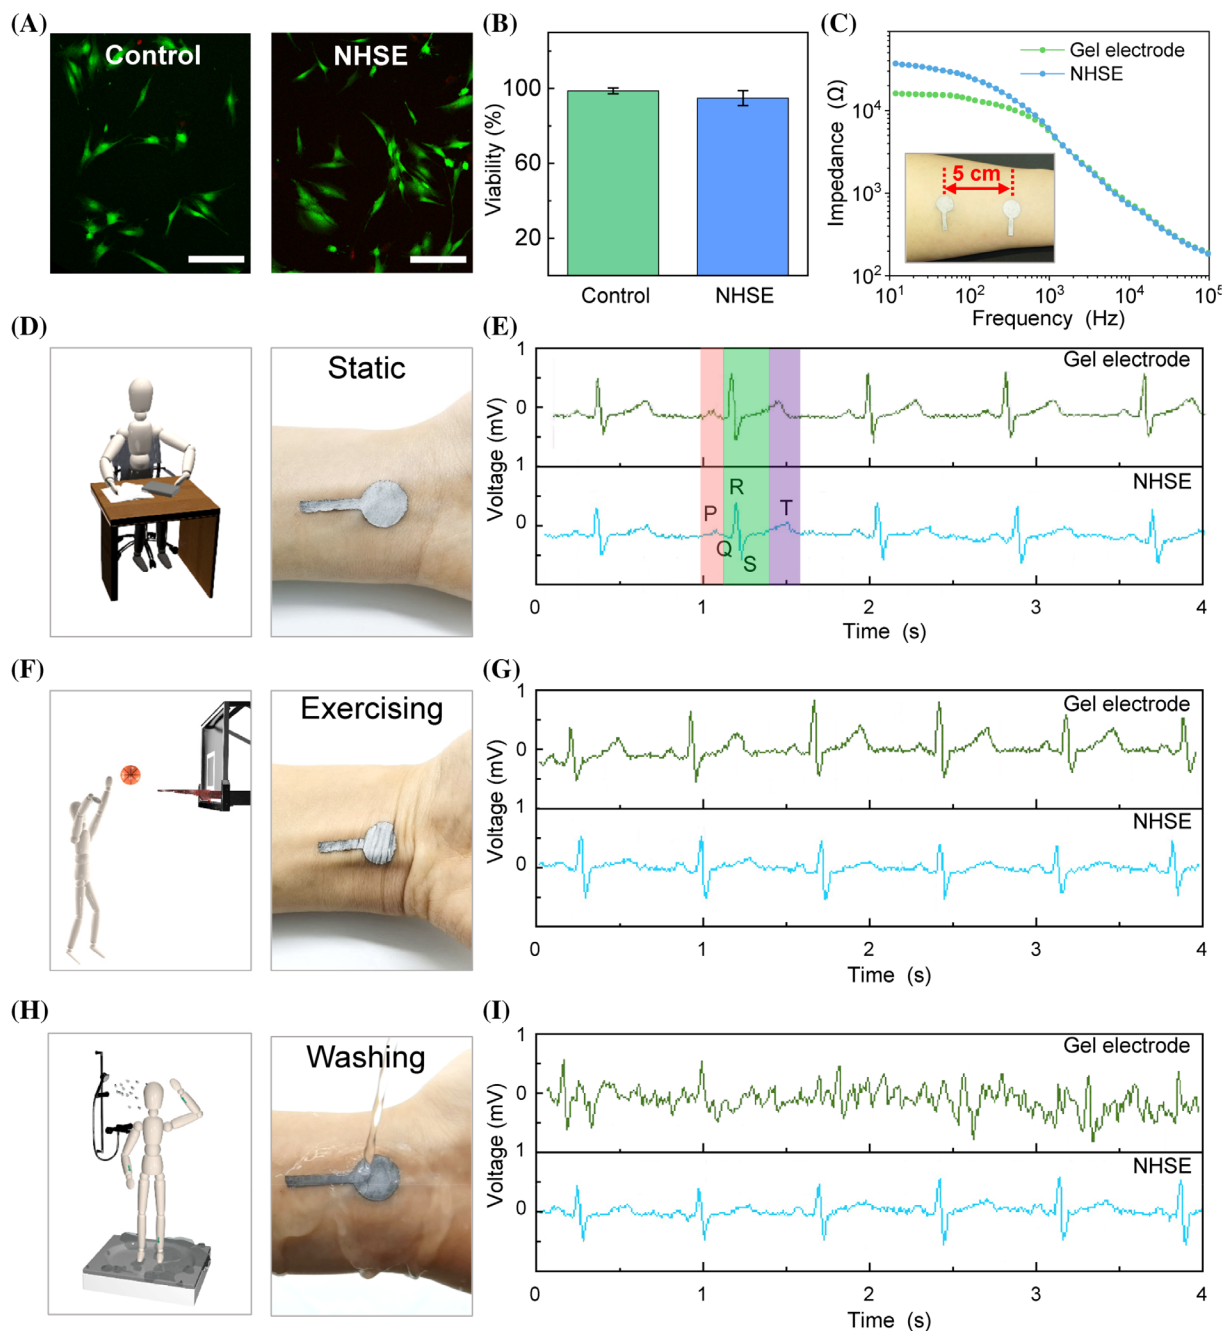 (A)
Control
NHSE
(B)
Viability (%)
100
60
20
Control
NHSE
(C)
Impedance (Ω)
10⁴
10³
10²
Gel electrode
NHSE
5 cm
10¹
10²
10³
10⁴
10⁵
Frequency (Hz)
(D)
Static
(E)
Voltage (mV)
1
0
1
0
Gel electrode
NHSE
P
Q
R
S
T
0
1
2
3
4
Time (s)
(F)
Exercising
(G)
Voltage (mV)
1
0
1
0
Gel electrode
NHSE
0
1
2
3
4
Time (s)
(H)
Washing
(I)
Voltage (mV)
1
0
1
0
Gel electrode
NHSE
0
1
2
3
4
Time (s)